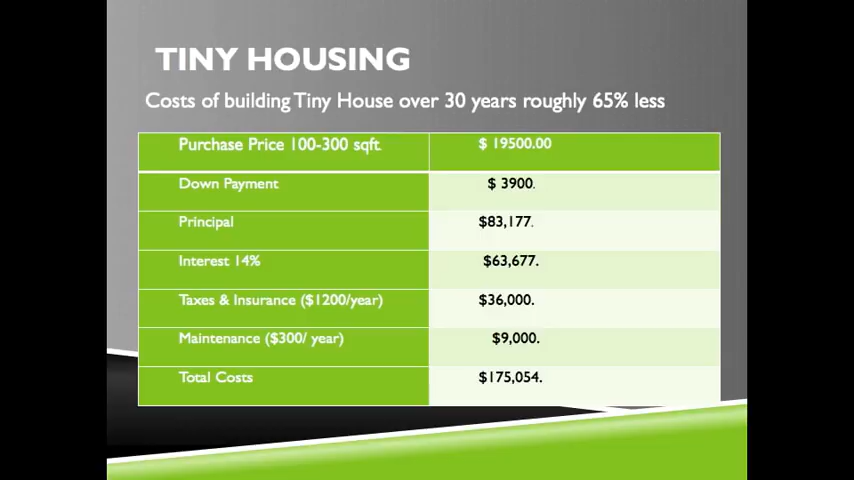 TINY HOUSING
Costs of building Tiny House over 30 years roughly 65% less
Purchase Price 100-300 sqft. $ 19500.00
Down Payment $ 3900.
Principal $83,177.
Interest 14% $63,677.
Taxes & Insurance ($1200/year) $36,000.
Maintenance ($300/ year) $9,000.
Total Costs $175,054.